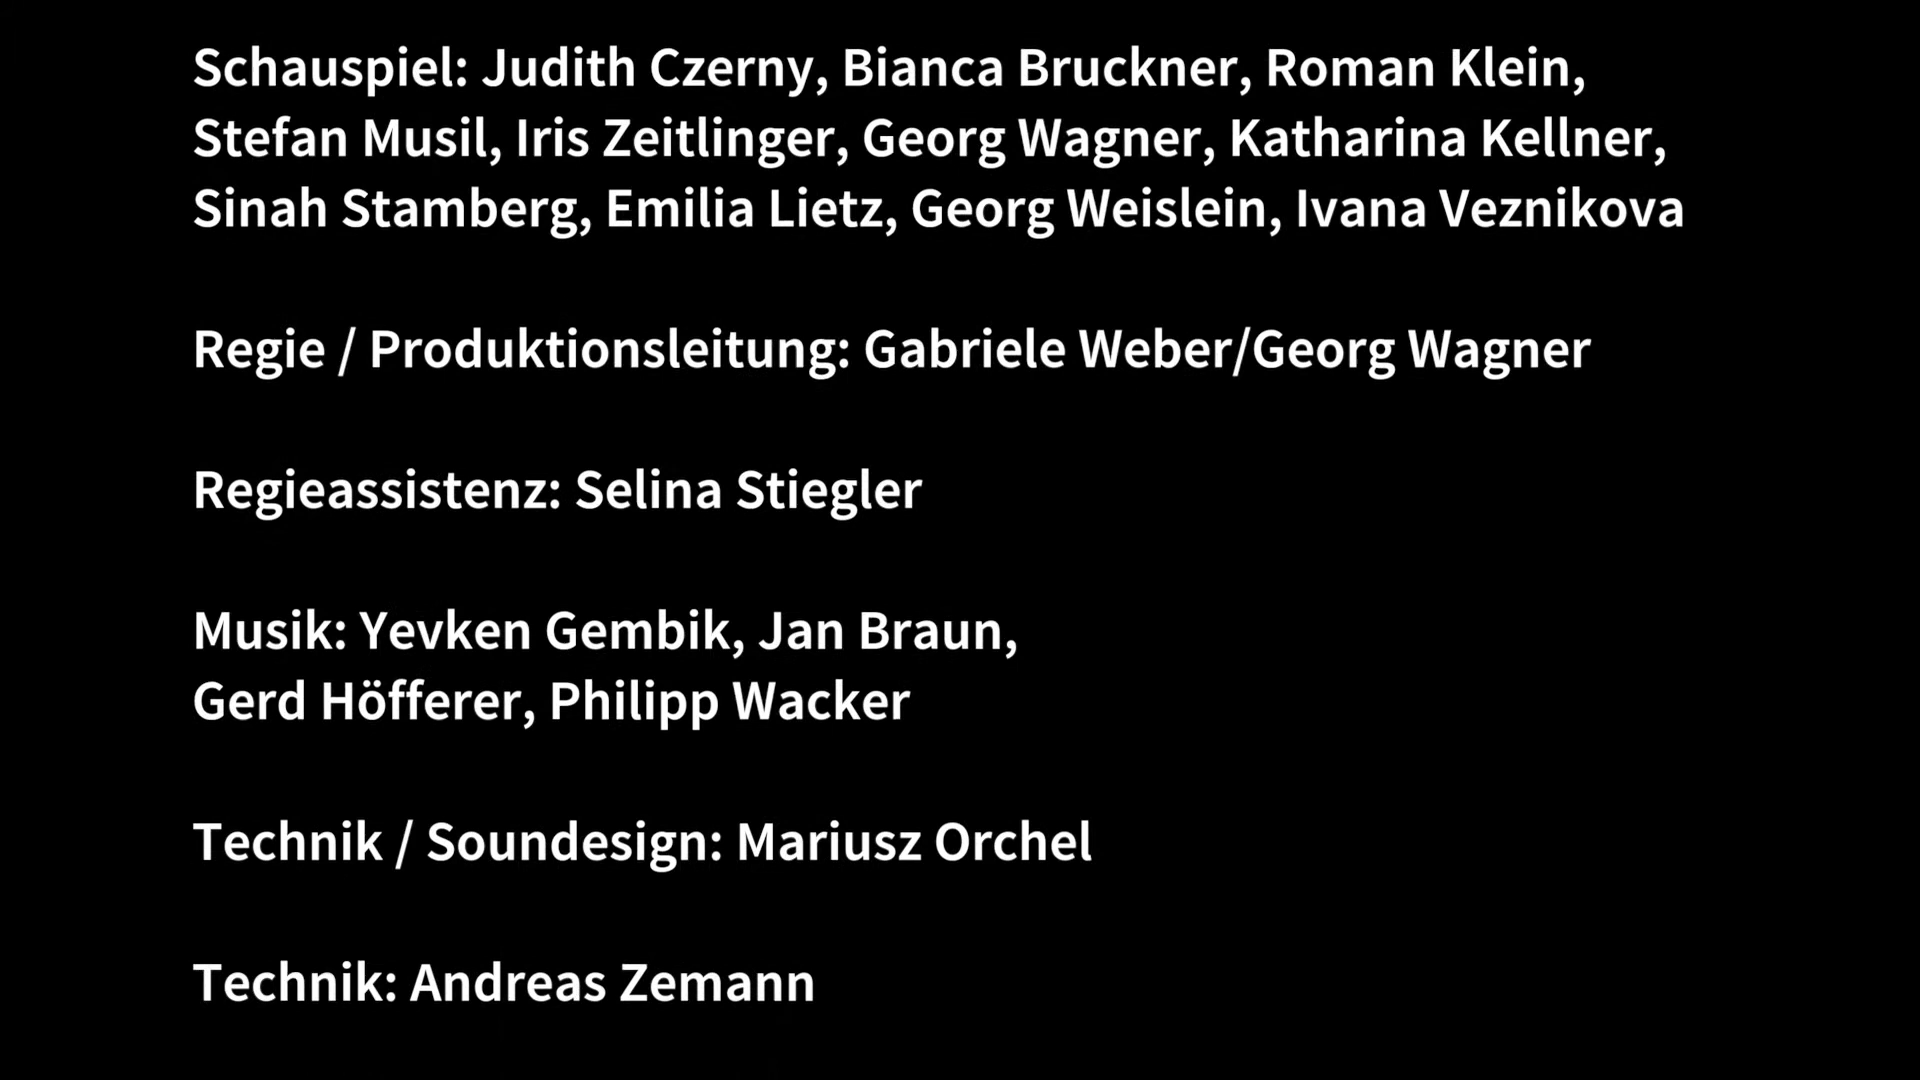 Schauspiel: Judith Czerny, Bianca Bruckner, Roman Klein,
Stefan Musil, Iris Zeitlinger, Georg Wagner, Katharina Kellner,
Sinah Stamberg, Emilia Lietz, Georg Weislein, Ivana Veznikova
Regie / Produktionsleitung: Gabriele Weber/Georg Wagner
Regieassistenz: Selina Stiegler
Musik: Yevken Gembik, Jan Braun,
Gerd Höfferer, Philipp Wacker
Technik / Soundesign: Mariusz Orchel
Technik: Andreas Zemann